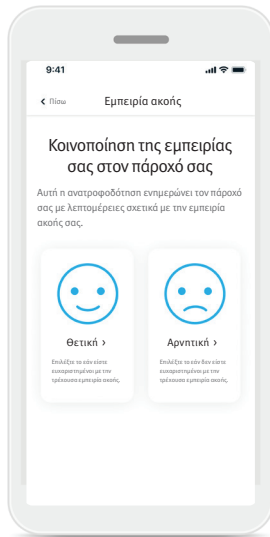 9:41
Πίσω
Εμπειρία ακοής
Κοινοποίηση της εμπειρίας
σας στον πάροχό σας
Αυτή η ανατροφοδότηση ενημερώνει τον πάροχό
σας με λεπτομέρειες σχετικά με την εμπειρία
ακοής σας.
Θετική ›
Επιλέξτε το εάν είστε
ευχαριστημένοι με την
τρέχουσα εμπειρία ακοής.
Αρνητική ›
Επιλέξτε το εάν δεν είστε
ευχαριστημένοι με την
τρέχουσα εμπειρία ακοής.